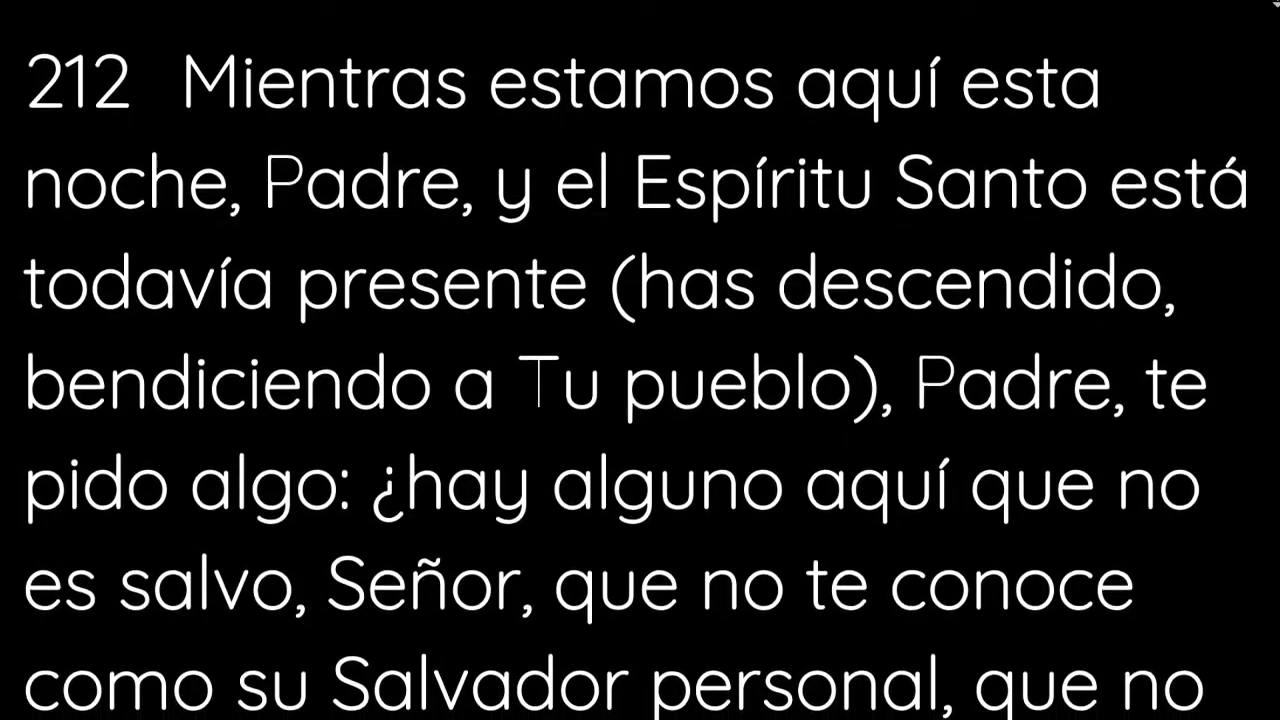 212 Mientras estamos aquí esta
noche, Padre, y el Espíritu Santo está
todavía presente (has descendido,
bendiciendo a Tu pueblo), Padre, te
pido algo: ¿hay alguno aquí que no
es salvo, Señor, que no te conoce
como su Salvador personal, que no